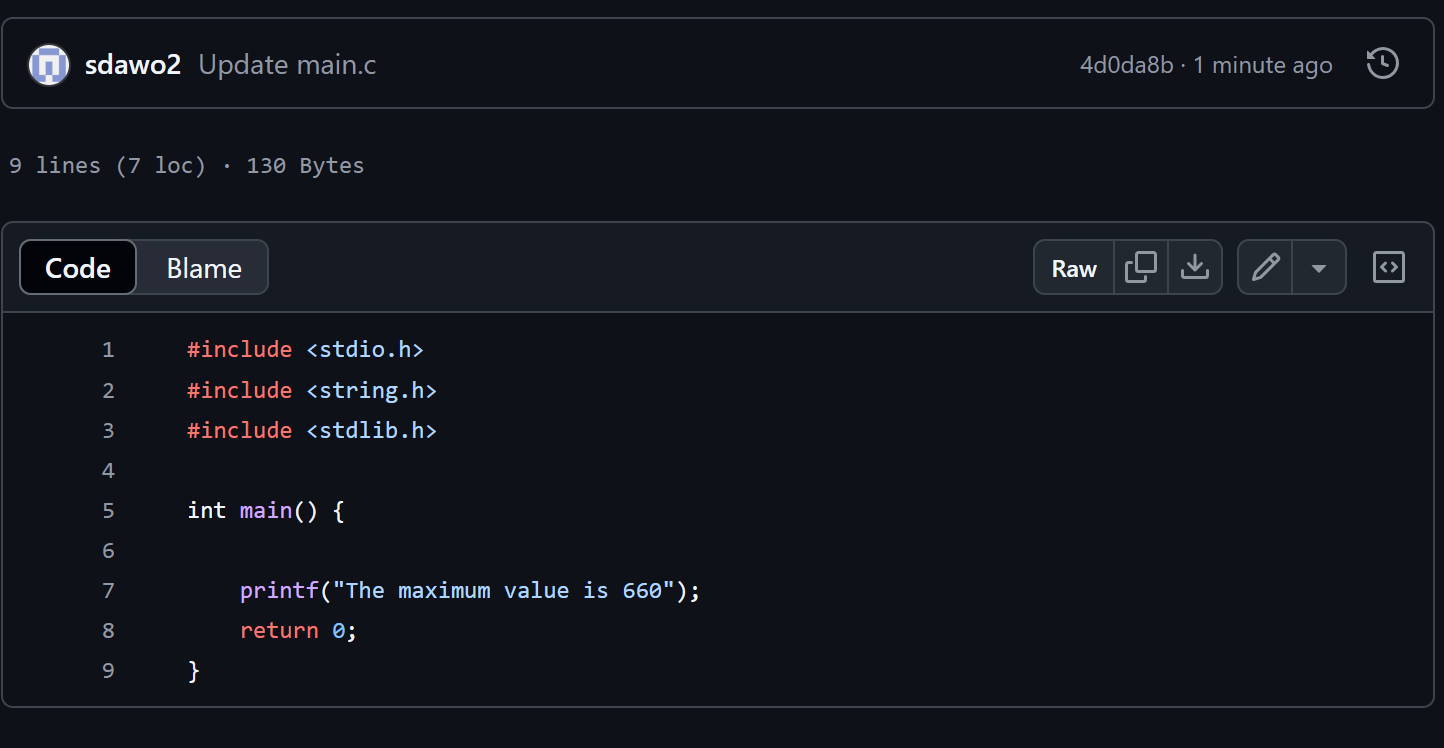 sdawo2 Update main.c 4d0da8b · 1 minute ago
9 lines (7 loc) · 130 Bytes
Code Blame Raw
1 #include <stdio.h>
2 #include <string.h>
3 #include <stdlib.h>
4
5 int main() {
6
7     printf("The maximum value is 660");
8     return 0;
9 }